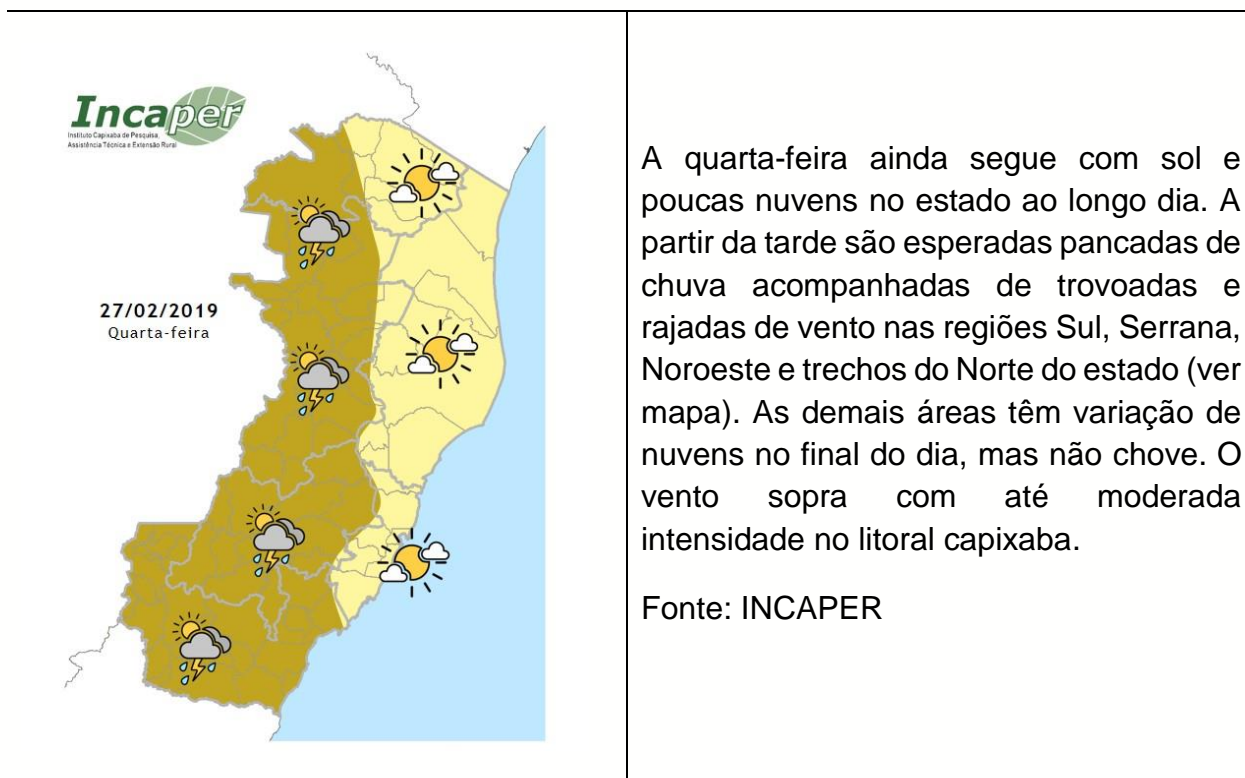 Incaper
Instituto Capixaba de Pesquisa,
Assistência Técnica e Extensão Rural
27/02/2019
Quarta-feira
A quarta-feira ainda segue com sol e
poucas nuvens no estado ao longo dia. A
partir da tarde são esperadas pancadas de
chuva acompanhadas de trovoadas e
rajadas de vento nas regiões Sul, Serrana,
Noroeste e trechos do Norte do estado (ver
mapa). As demais áreas têm variação de
nuvens no final do dia, mas não chove. O
vento sopra com até moderada
intensidade no litoral capixaba.
Fonte: INCAPER